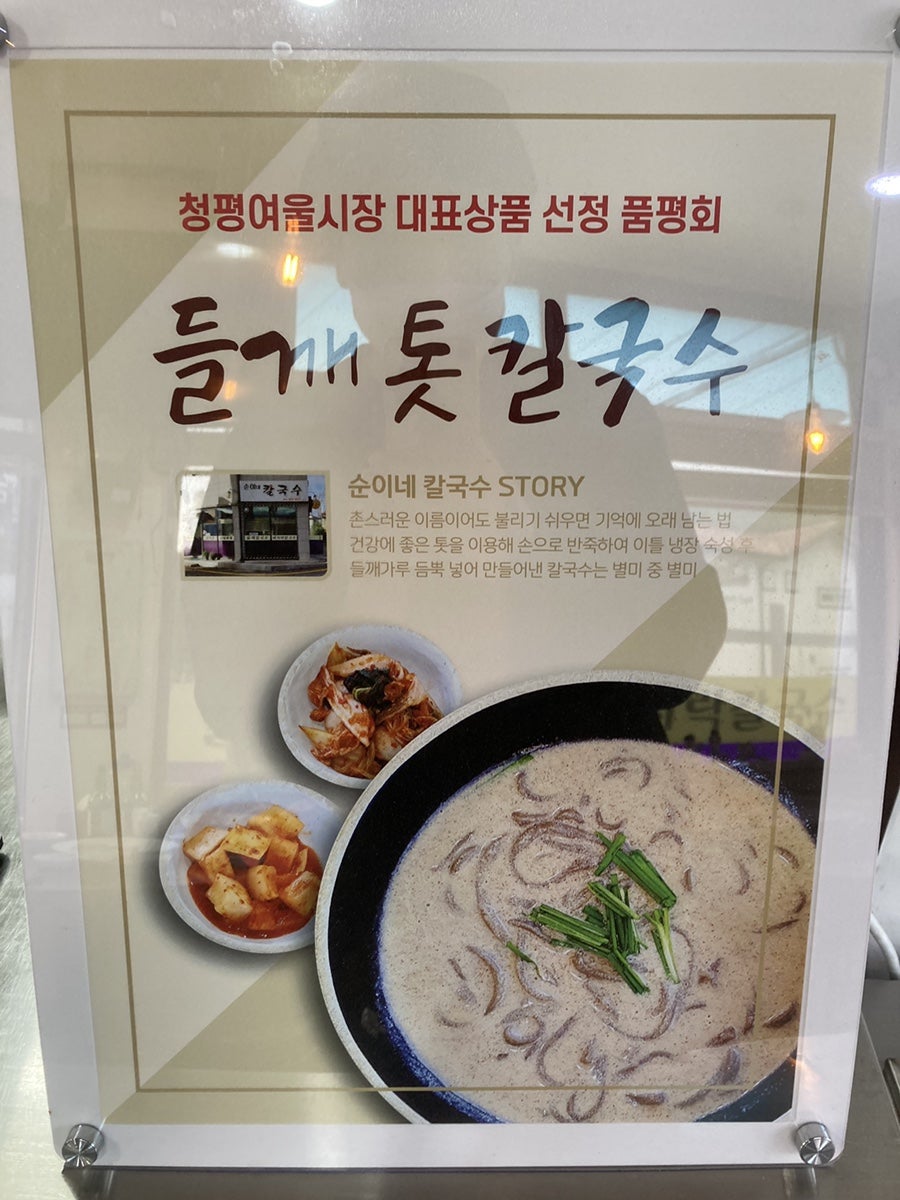 청평여울시장 대표상품 선정 품평회
들깨 톳 칼국수
순이네 칼국수
순이네 칼국수 STORY
촌스러운 이름이어도 불리기 쉬우면 기억에 오래 남는 법
건강에 좋은 톳을 이용해 손으로 반죽하여 이틀 냉장 숙성 후
들깨가루 듬뿍 넣어 만들어낸 칼국수는 별미 중 별미